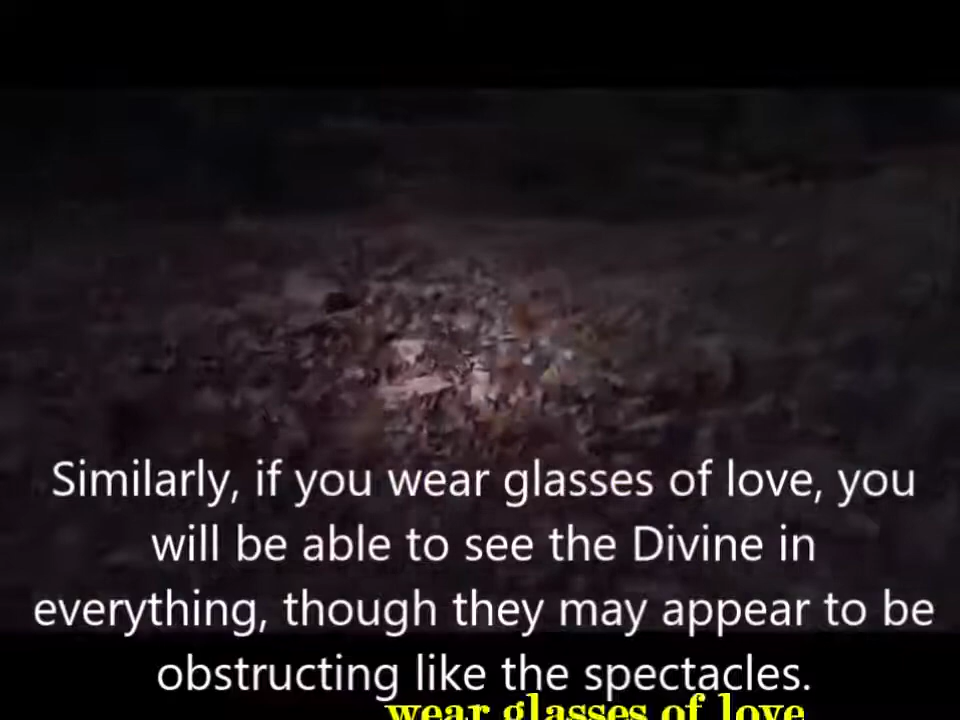 Similarly, if you wear glasses of love, you
will be able to see the Divine in
everything, though they may appear to be
obstructing like the spectacles.
wear glasses of love